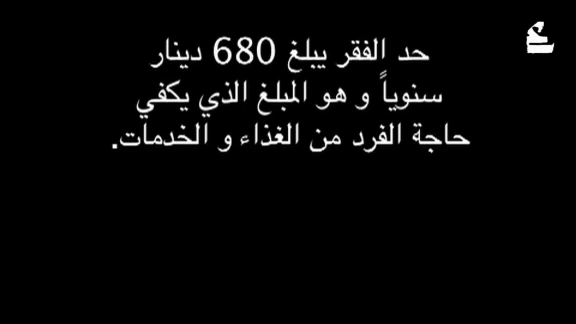 حد الفقر يبلغ 680 دينار
سنوياً و هو المبلغ الذي يكفي
حاجة الفرد من الغذاء و الخدمات.